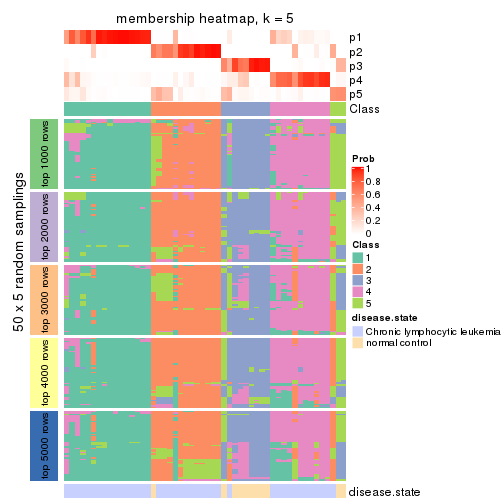 membership heatmap, k = 5
p1
p2
p3
p4
p5
Class
50 x 5 random samplings
top 1000 rows
top 2000 rows
top 3000 rows
top 4000 rows
top 5000 rows
Prob
1
0.8
0.6
0.4
0.2
0
Class
1
2
3
4
5
disease.state
Chronic lymphocytic leukemia
normal control
disease.state